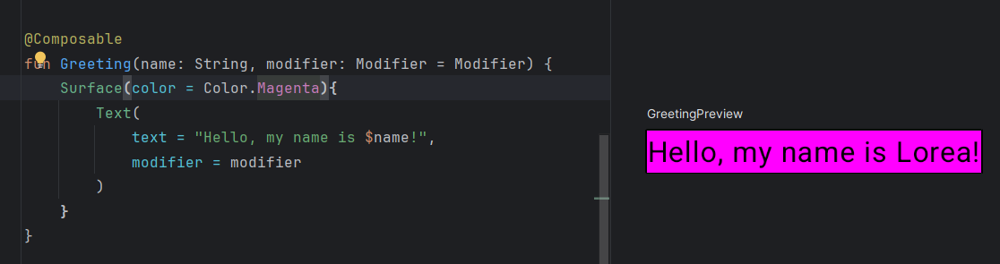 @Composable
fun Greeting(name: String, modifier: Modifier = Modifier) {
    Surface(color = Color.Magenta){
        Text(
            text = "Hello, my name is $name!",
            modifier = modifier
        )
    }
}
GreetingPreview
Hello, my name is Lorea!